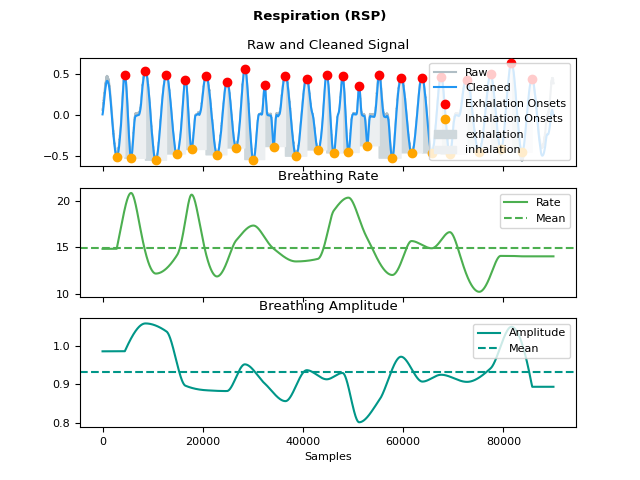 Respiration (RSP)
Raw and Cleaned Signal
0.5
0.0
−0.5
Raw
Cleaned
Exhalation Onsets
Inhalation Onsets
exhalation
inhalation
Breathing Rate
20
15
10
Rate
Mean
Breathing Amplitude
1.0
0.9
0.8
Amplitude
Mean
0
20000
40000
60000
80000
Samples